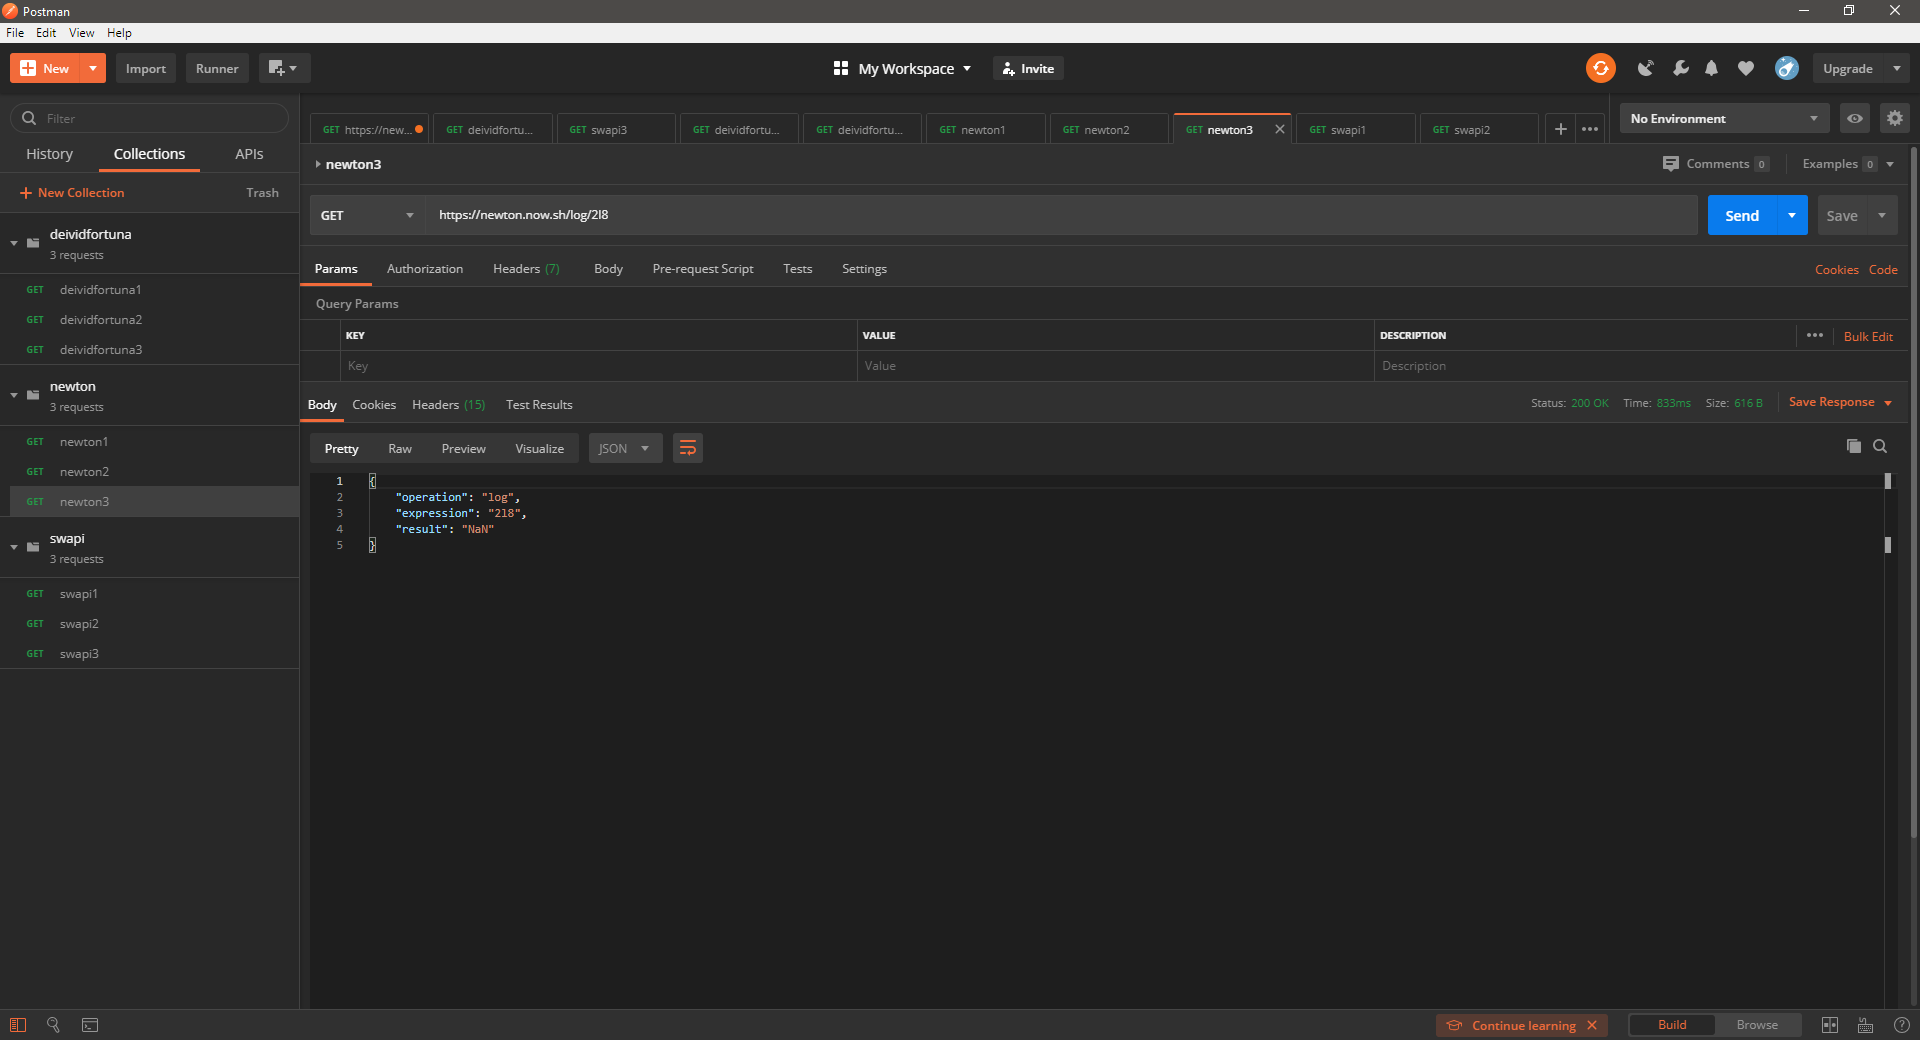 Postman
File Edit View Help
New Import Runner My Workspace Invite Upgrade
Filter
History Collections APIs
New Collection Trash
deividfortuna
3 requests
GET deividfortuna1
GET deividfortuna2
GET deividfortuna3
newton
3 requests
GET newton1
GET newton2
GET newton3
swapi
3 requests
GET swapi1
GET swapi2
GET swapi3
GET https://new... GET deividfortu... GET swapi3 GET deividfortu... GET deividfortu... GET newton1 GET newton2 GET newton3 GET swapi1 GET swapi2
No Environment
newton3 Comments 0 Examples 0
GET https://newton.now.sh/log/2l8 Send Save
Params Authorization Headers (7) Body Pre-request Script Tests Settings Cookies Code
Query Params
KEY VALUE DESCRIPTION Bulk Edit
Key Value Description
Body Cookies Headers (15) Test Results Status: 200 OK Time: 833ms Size: 616 B Save Response
Pretty Raw Preview Visualize JSON
1 {
2 "operation": "log",
3 "expression": "2l8",
4 "result": "NaN"
5 }
Continue learning Build Browse